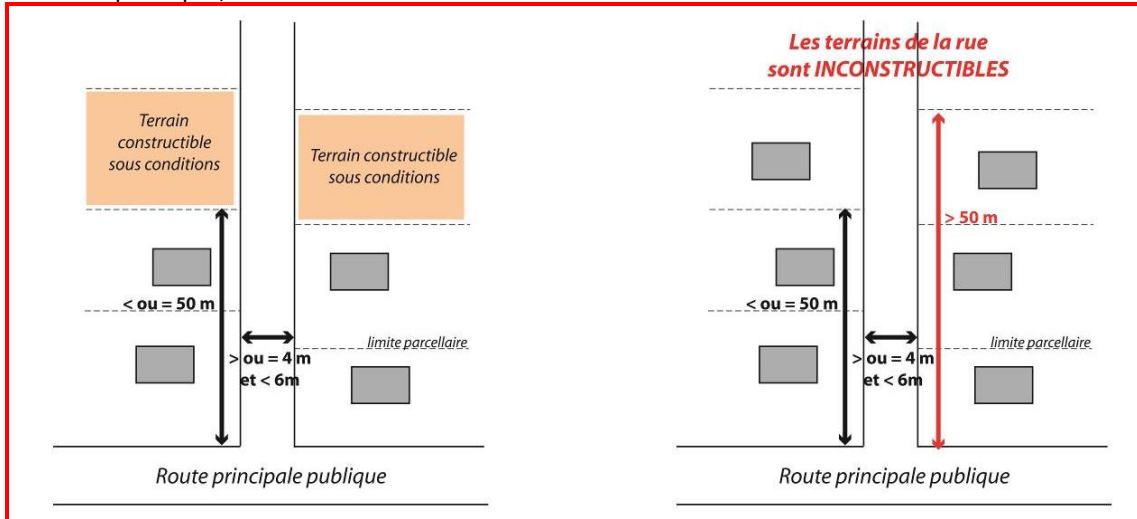 Terrain
constructible
sous conditions
Terrain constructible
sous conditions
< ou = 50 m
limite parcellaire
> ou = 4 m
et < 6m
Route principale publique
Les terrains de la rue
sont INCONSTRUCTIBLES
> 50 m
< ou = 50 m
limite parcellaire
> ou = 4 m
et < 6m
Route principale publique